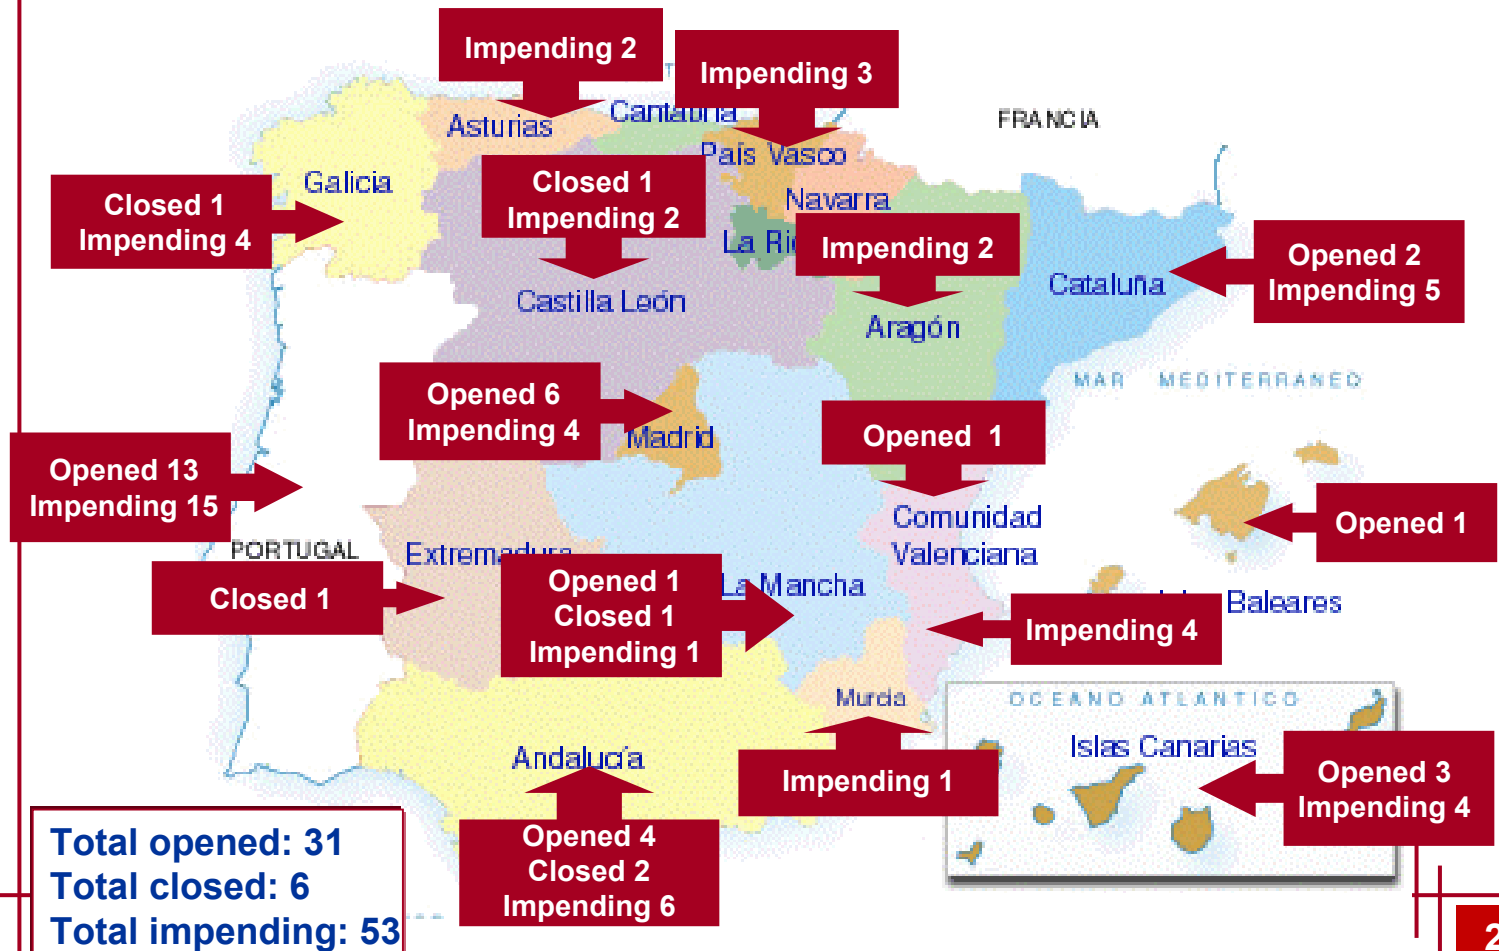 Impending 2
Impending 3
FRANCIA
Cantabria
Asturias
País Vasco
Galicia
Closed 1
Impending 2
Navarra
Closed 1
Impending 4
La
Impending 2
Opened 2
Impending 5
Cataluña
Castilla León
Aragón
MAR MEDITERRANEO
Opened 6
Impending 4
Madrid
Opened 1
Opened 13
Impending 15
Comunidad
Valenciana
Opened 1
PORTUGAL
Extremadura
Closed 1
Opened 1
Closed 1
Impending 1
La Mancha
Baleares
Impending 4
Murcia
OCEANO ATLANTICO
Islas Canarias
Andalucía
Impending 1
Opened 3
Impending 4
Opened 4
Closed 2
Impending 6
Total opened: 31
Total closed: 6
Total impending: 53
2